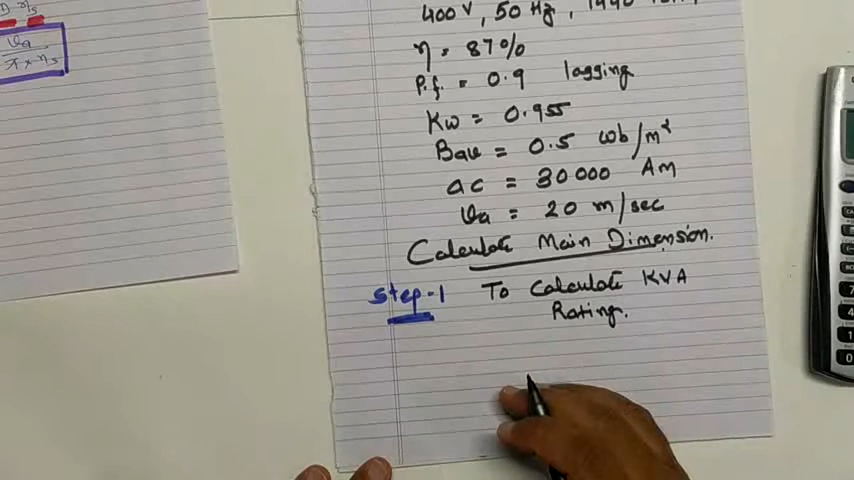 va
π × ns
400 V, 50 Hz, 1440
η = 87%
P.f. = 0.9 lagging
Kw = 0.955
Bav = 0.5 wb/m²
ac = 30000 Am
Va = 20 m/sec
Calculate Main Dimension.
Step-1 To Calculate KVA
Rating.